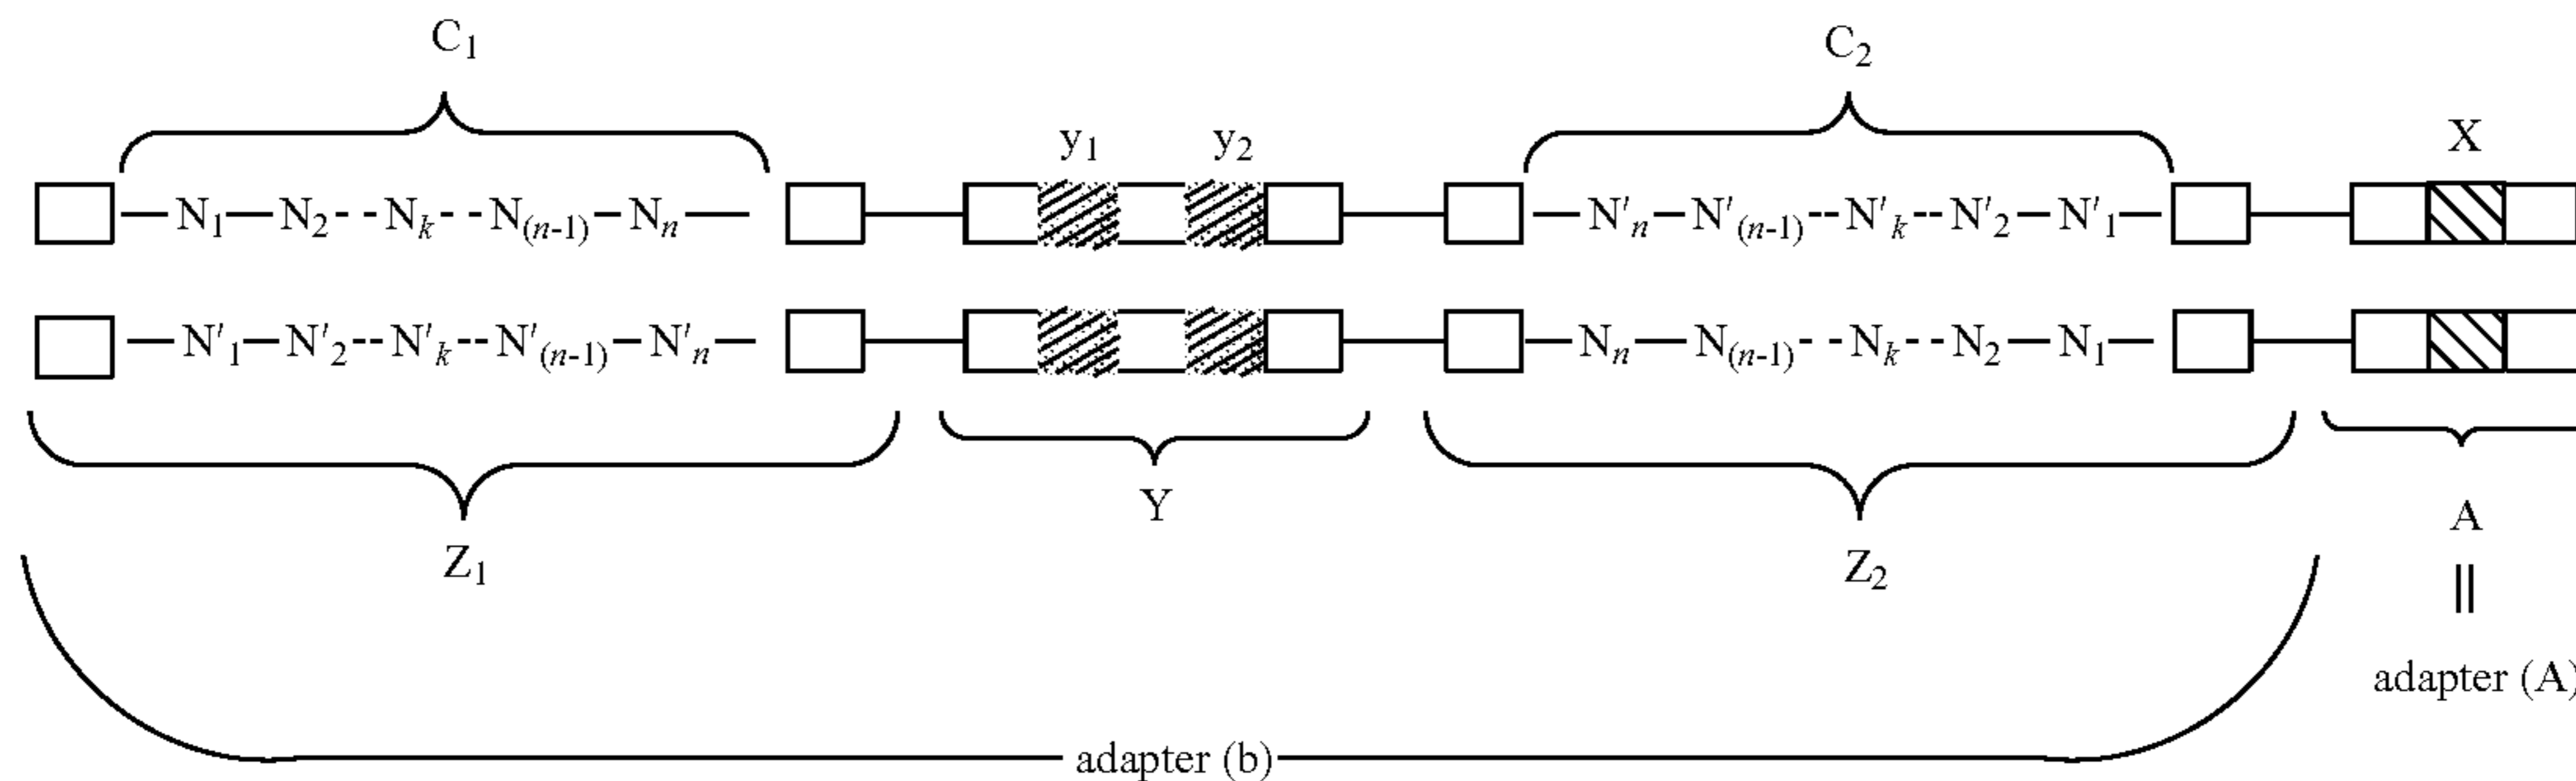 C₁ C₂
y₁ y₂ X
N₁ N₂ Nₖ N₍ₙ₋₁₎ Nₙ N'ₙ N'₍ₙ₋₁₎ N'ₖ N'₂ N'₁
N'₁ N'₂ N'ₖ N'₍ₙ₋₁₎ N'ₙ Nₙ N₍ₙ₋₁₎ Nₖ N₂ N₁
Y A
Z₁ Z₂
adapter (A)
adapter (b)